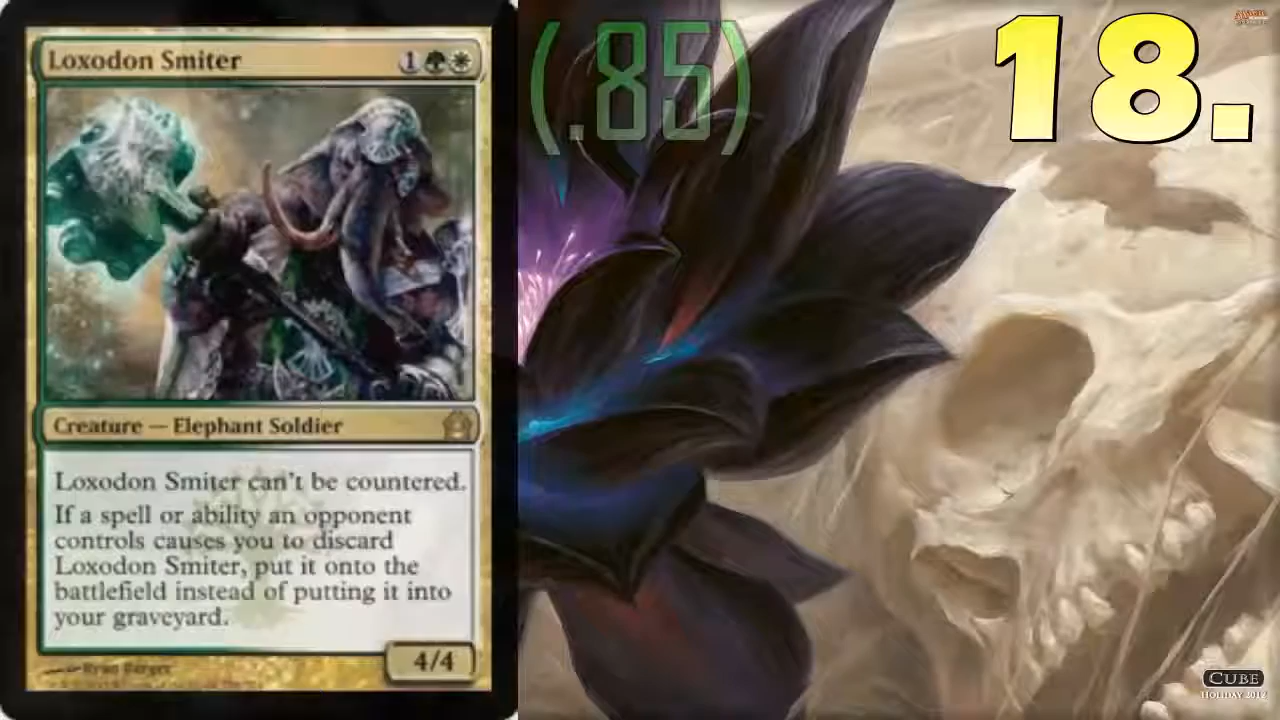 Loxodon Smiter
1
Creature — Elephant Soldier
Loxodon Smiter can't be countered.
If a spell or ability an opponent
controls causes you to discard
Loxodon Smiter, put it onto the
battlefield instead of putting it into
your graveyard.
4/4
(.85)
18.
CUBE
HOLIDAY 2012